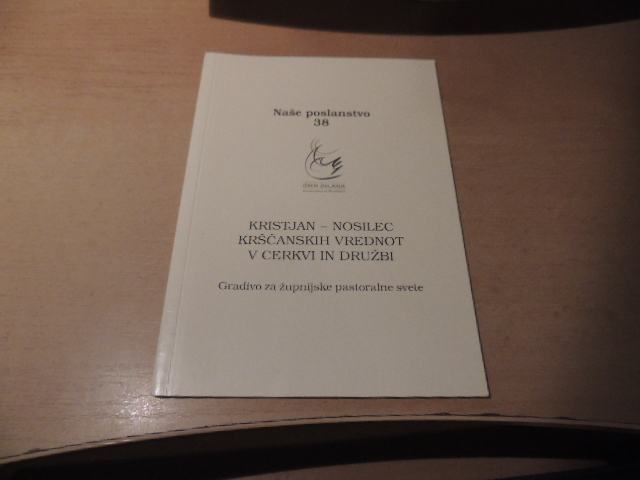 Naše poslanstvo
38
KRISTJAN – NOSILEC
KRŠČANSKIH VREDNOT
V CERKVI IN DRUŽBI
Gradivo za župnijske pastoralne svete